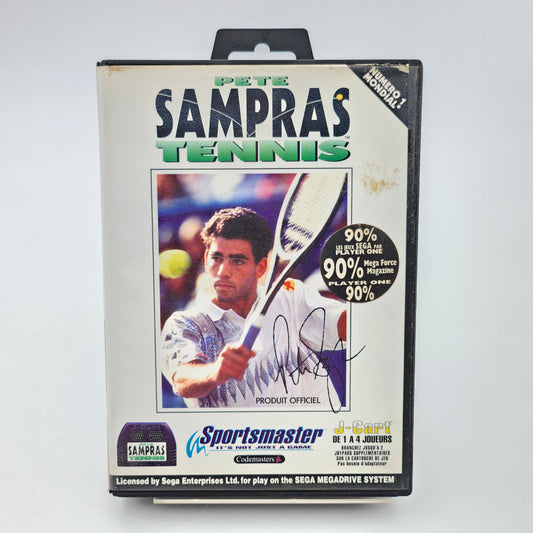 PETE
SAMPRAS™
TENNIS
NUMERO 1
MONDIAL!
90%
LES JEUX SEGA PAR
PLAYER ONE
90% Mega Force
Magazine
PLAYER ONE
90%
PRODUIT OFFICIEL
PETE
SAMPRAS
TENNIS
Sportsmaster
IT'S NOT JUST A GAME
Codemasters
J-Cart
DE 1 A 4 JOUEURS
BRANCHEZ JUSQU'A 2
JOYPADS SUPPLEMENTAIRES
SUR LA CARTOUCHE DE JEU
Pas Besoin d'adaptateur
Licensed by Sega Enterprises Ltd. for play on the SEGA MEGADRIVE SYSTEM